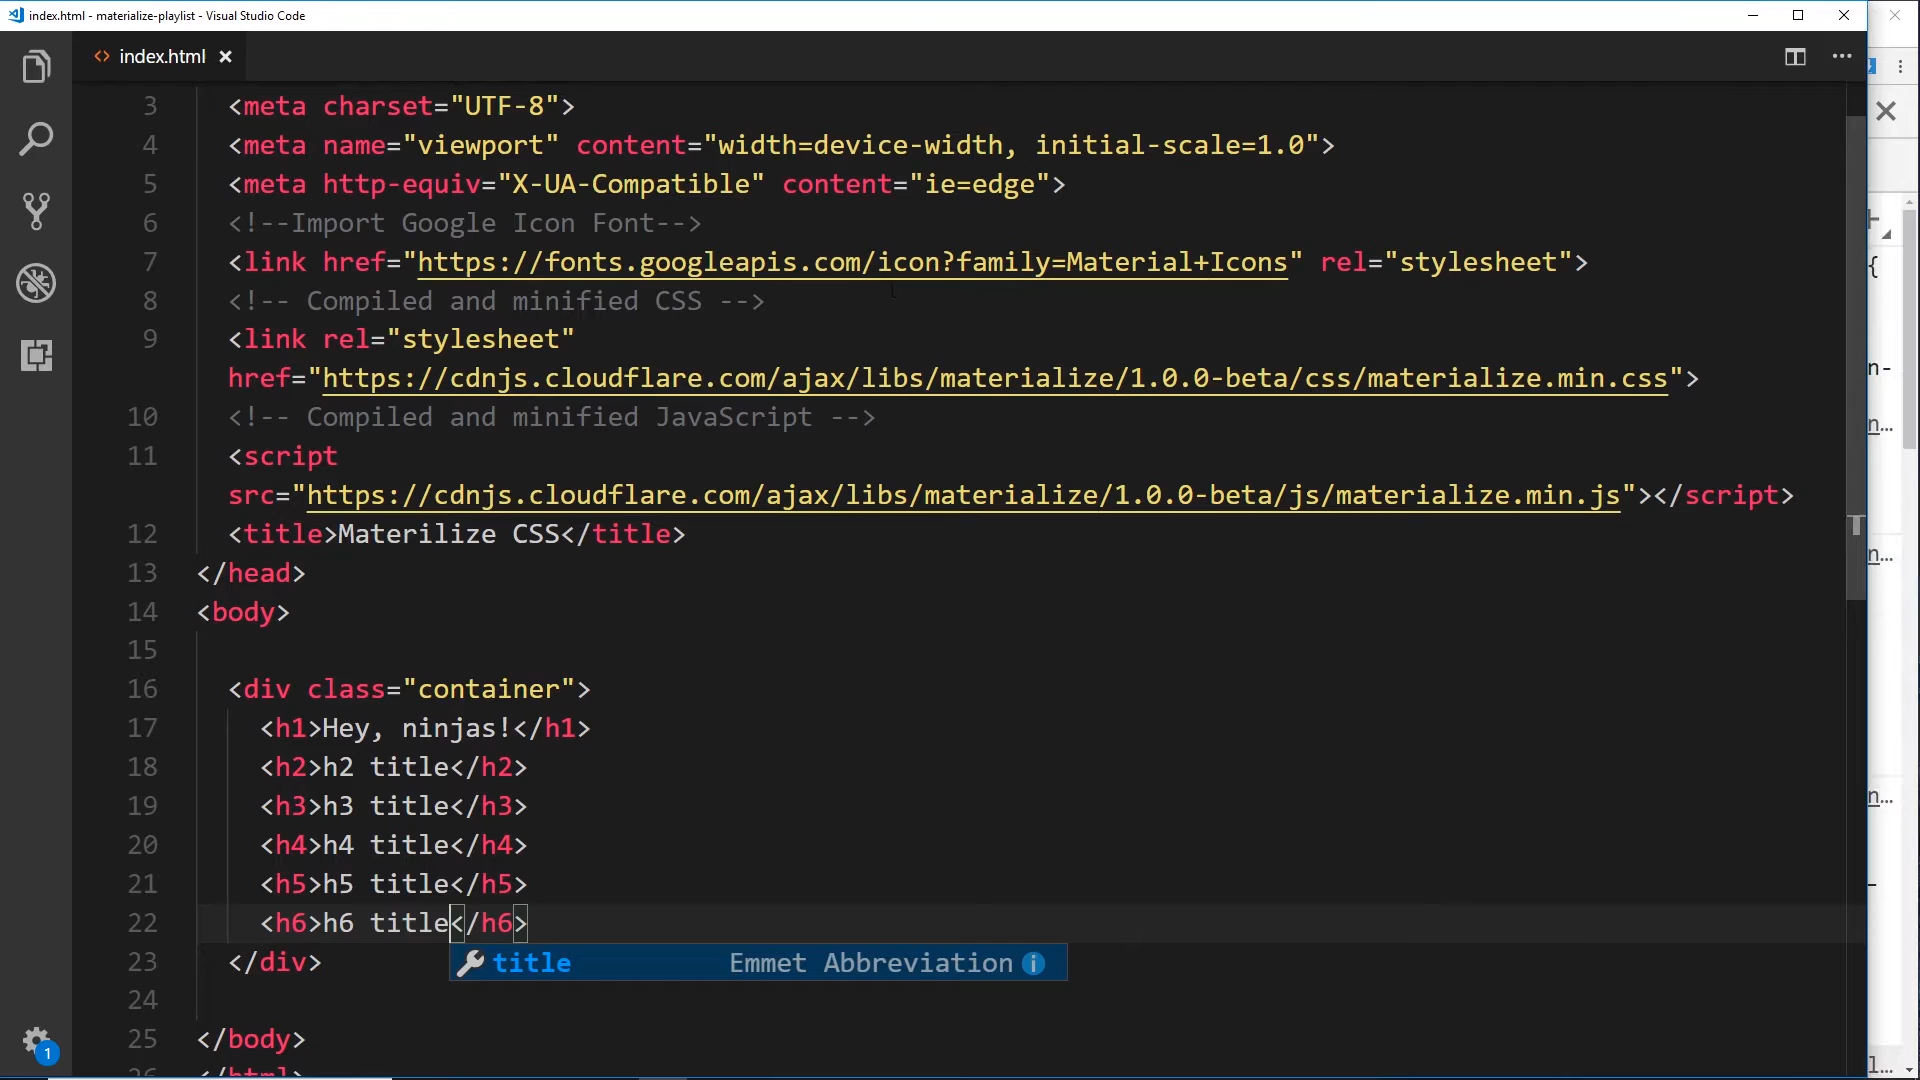 index.html - materialize-playlist - Visual Studio Code
index.html
3 <meta charset="UTF-8">
4 <meta name="viewport" content="width=device-width, initial-scale=1.0">
5 <meta http-equiv="X-UA-Compatible" content="ie=edge">
6 <!--Import Google Icon Font-->
7 <link href="https://fonts.googleapis.com/icon?family=Material+Icons" rel="stylesheet">
8 <!-- Compiled and minified CSS -->
9 <link rel="stylesheet"
href="https://cdnjs.cloudflare.com/ajax/libs/materialize/1.0.0-beta/css/materialize.min.css">
10 <!-- Compiled and minified JavaScript -->
11 <script
src="https://cdnjs.cloudflare.com/ajax/libs/materialize/1.0.0-beta/js/materialize.min.js"></script>
12 <title>Materilize CSS</title>
13 </head>
14 <body>
15
16 <div class="container">
17 <h1>Hey, ninjas!</h1>
18 <h2>h2 title</h2>
19 <h3>h3 title</h3>
20 <h4>h4 title</h4>
21 <h5>h5 title</h5>
22 <h6>h6 title</h6>
23 </div>
title Emmet Abbreviation
24
25 </body>
26 </html>
1
{
n-
n...
n...
n...